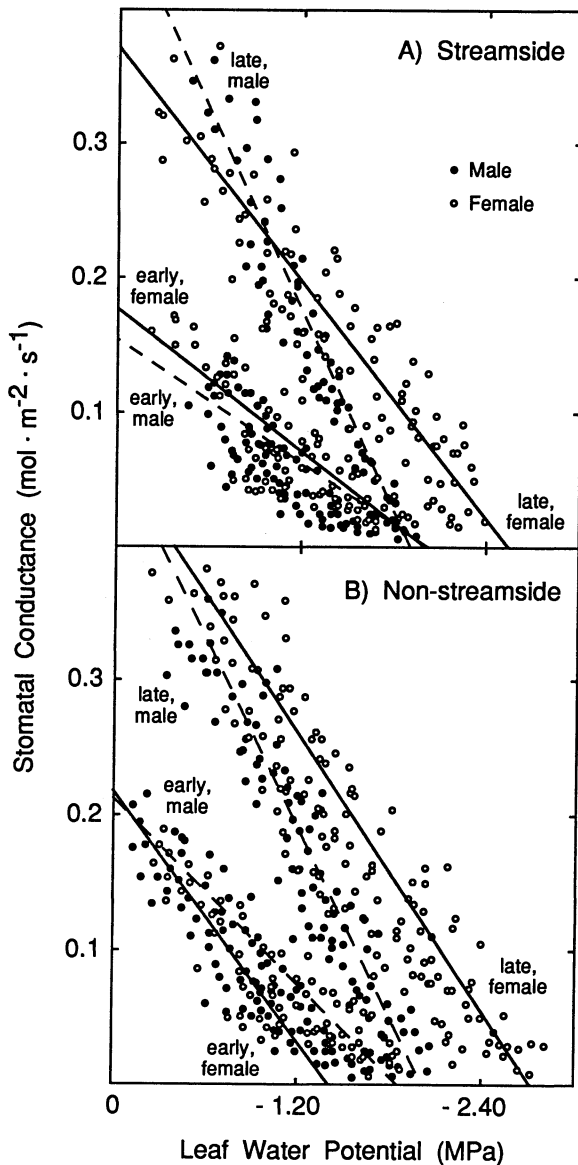 A) Streamside
late,
male
0.3
Male
Female
0.2
early,
female
early,
male
0.1
late,
female
B) Non-streamside
0.3
late,
male
early,
male
0.2
0.1
late,
female
early,
female
0
- 1.20
- 2.40
Leaf Water Potential (MPa)
Stomatal Conductance (mol · m⁻² · s⁻¹)